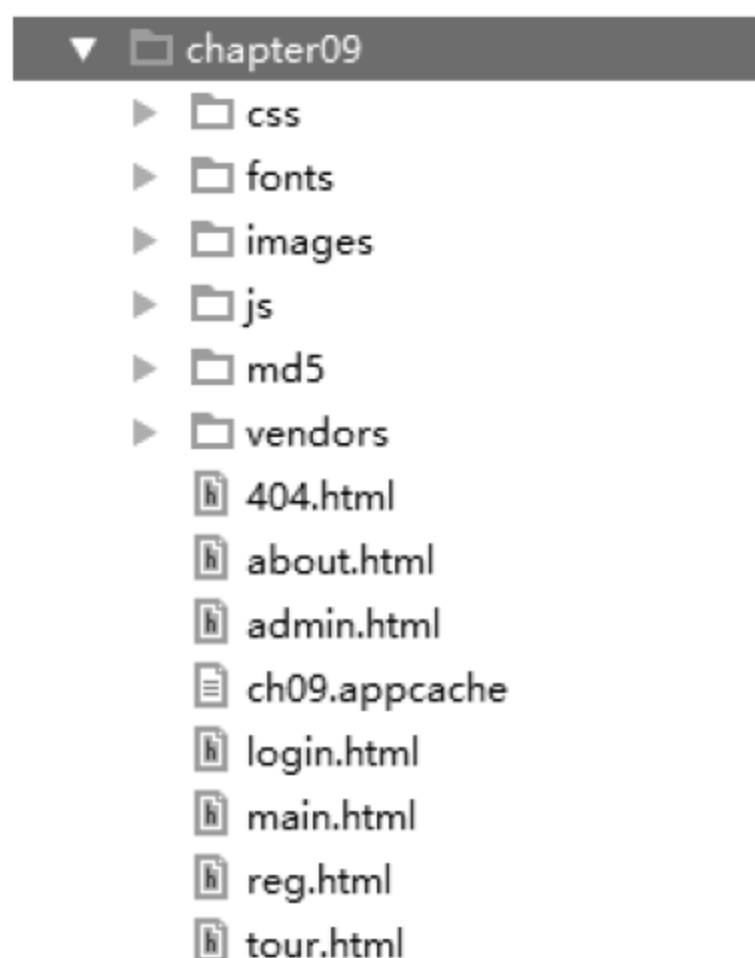 chapter09
css
fonts
images
js
md5
vendors
404.html
about.html
admin.html
ch09.appcache
login.html
main.html
reg.html
tour.html